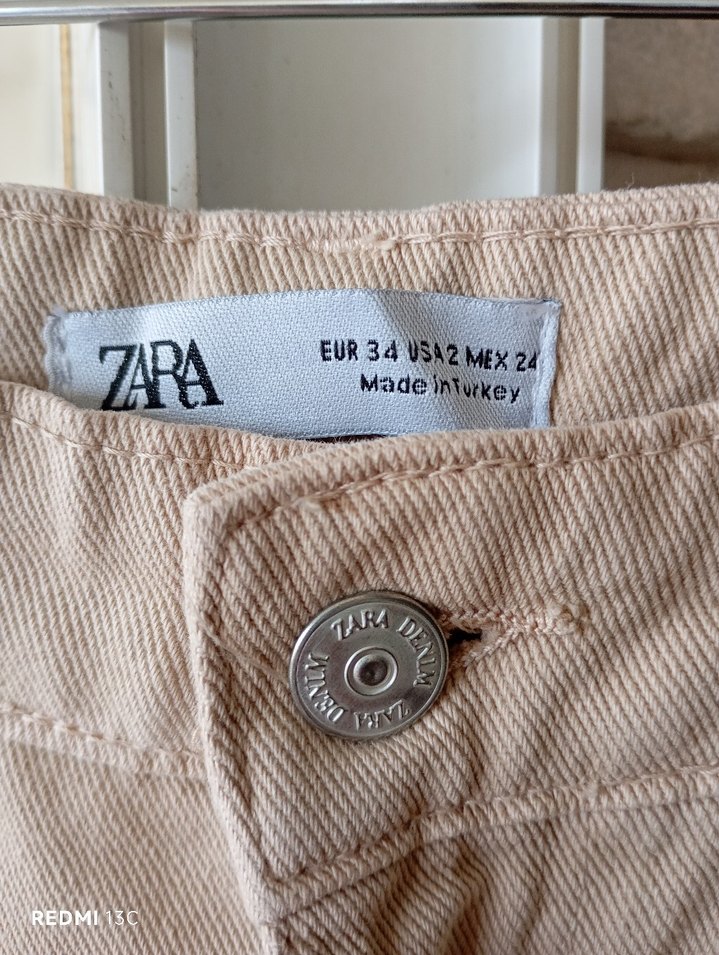 ZARA
EUR 34 USA 2 MEX 24
Made in Turkey
ZARA DENIM
ZARA DENIM
REDMI 13C